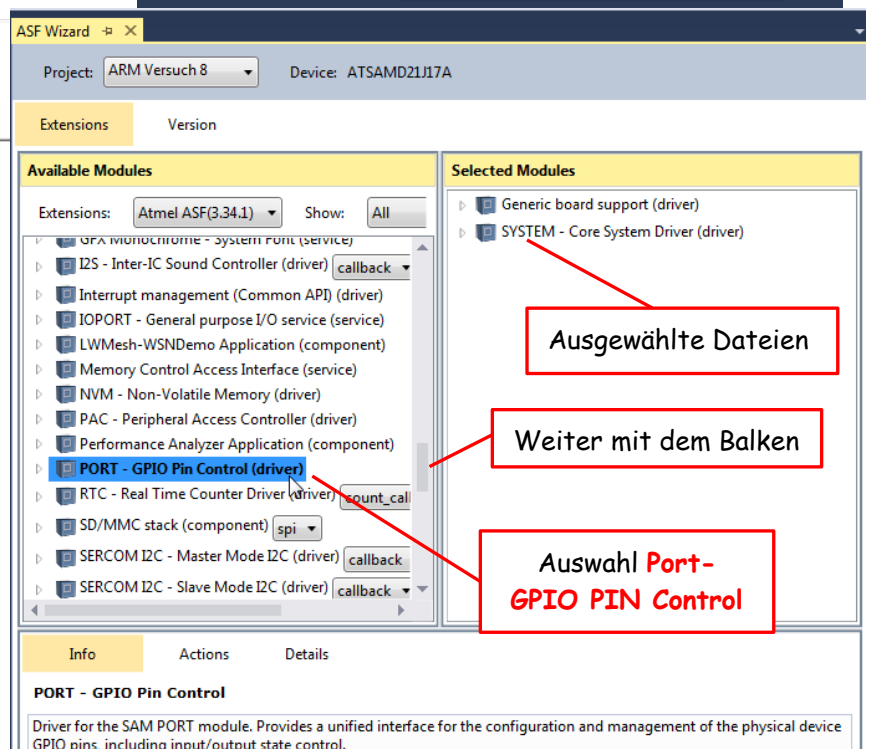 ASF Wizard
Project: ARM Versuch 8 Device: ATSAMD21J17A
Extensions Version
Available Modules
Extensions: Atmel ASF(3.34.1) Show: All
GFX Monochrome - System Font (service)
I2S - Inter-IC Sound Controller (driver) callback
Interrupt management (Common API) (driver)
IOPORT - General purpose I/O service (service)
LWMesh-WSNDemo Application (component)
Memory Control Access Interface (service)
NVM - Non-Volatile Memory (driver)
PAC - Peripheral Access Controller (driver)
Performance Analyzer Application (component)
PORT - GPIO Pin Control (driver)
RTC - Real Time Counter Driver (driver) count_call
SD/MMC stack (component) spi
SERCOM I2C - Master Mode I2C (driver) callback
SERCOM I2C - Slave Mode I2C (driver) callback
Selected Modules
Generic board support (driver)
SYSTEM - Core System Driver (driver)
Ausgewählte Dateien
Weiter mit dem Balken
Auswahl Port-
GPIO PIN Control
Info Actions Details
PORT - GPIO Pin Control
Driver for the SAM PORT module. Provides a unified interface for the configuration and management of the physical device
GPIO pins, including input/output state control.